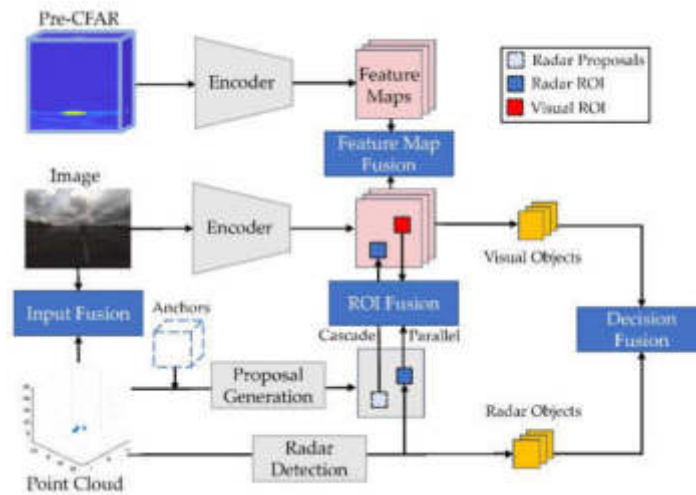 Pre-CFAR
Encoder
Feature
Maps
Radar Proposals
Radar ROI
Visual ROI
Feature Map
Fusion
Image
Encoder
Visual Objects
Input Fusion
Anchors
ROI Fusion
Cascade
Parallel
Decision
Fusion
Proposal
Generation
Radar Objects
Radar
Detection
Point Cloud